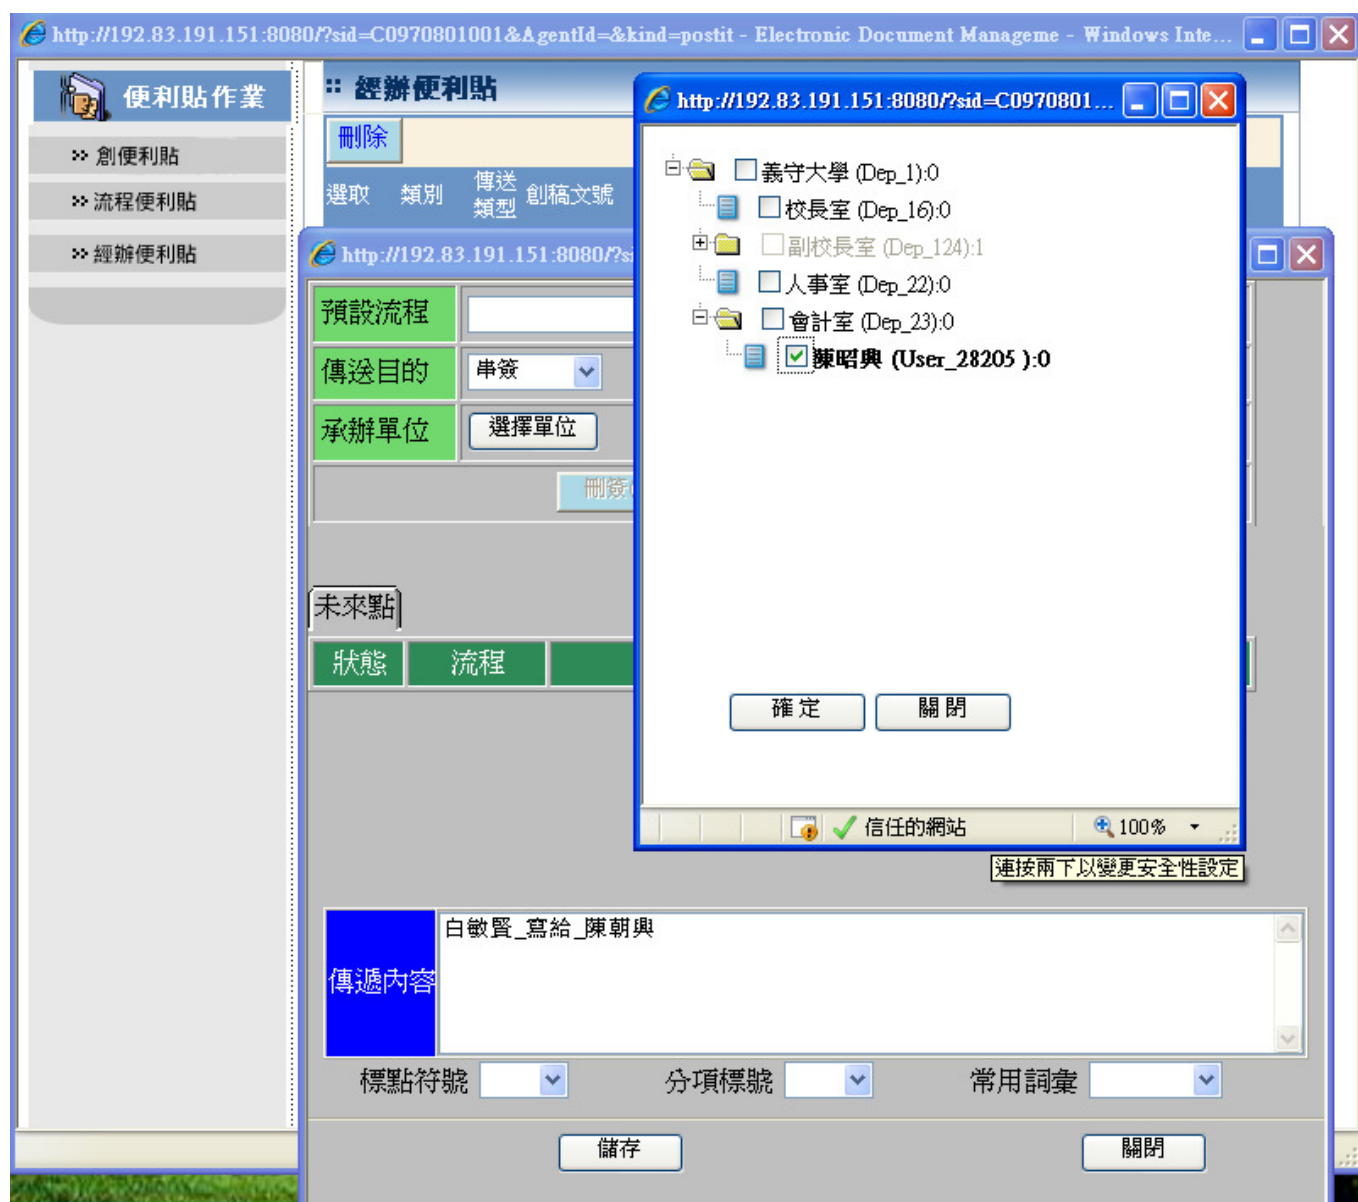 http://192.83.191.151:8080/?sid=C0970801001&AgentId=&kind=postit - Electronic Document Manageme - Windows Inte...
便利貼作業
>> 創便利貼
>> 流程便利貼
>> 經辦便利貼
:: 經辦便利貼
刪除
選取 類別 傳送類型 創稿文號
http://192.83.191.151:8080/?si
預設流程
傳送目的 串簽
承辦單位 選擇單位
刪簽(
未來點
狀態 流程
http://192.83.191.151:8080/?sid=C0970801...
義守大學 (Dep_1):0
校長室 (Dep_16):0
副校長室 (Dep_124):1
人事室 (Dep_22):0
會計室 (Dep_23):0
陳昭興 (User_28205 ):0
確 定 關 閉
信任的網站 100%
連按兩下以變更安全性設定
傳遞內容 白敏賢_寫給_陳朝興
標點符號 分項標號 常用詞彙
儲存 關閉